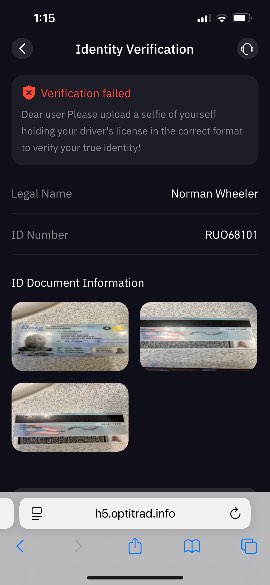 1:15
Identity Verification
Verification failed
Dear user Please upload a selfie of yourself
holding your driver's license in the correct format
to verify your true identity!
Legal Name Norman Wheeler
ID Number RUO68101
ID Document Information
h5.optitrad.info